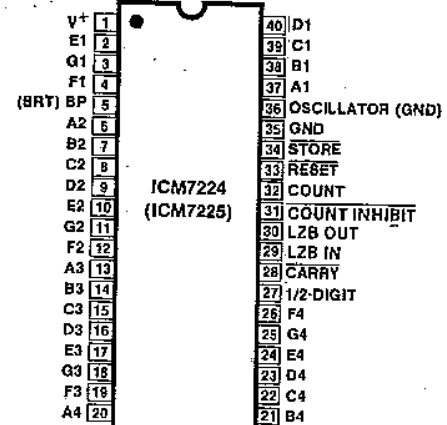 V+ 1 40 D1
E1 2 39 C1
G1 3 38 B1
F1 4 37 A1
(BRT) BP 5 36 OSCILLATOR (GND)
A2 6 35 GND
B2 7 34 STORE
C2 8 33 RESET
D2 9 ICM7224 32 COUNT
E2 10 (ICM7225) 31 COUNT INHIBIT
G2 11 30 LZB OUT
F2 12 29 LZB IN
A3 13 28 CARRY
B3 14 27 1/2-DIGIT
C3 15 26 F4
D3 16 25 G4
E3 17 24 E4
G3 18 23 D4
F3 19 22 C4
A4 20 21 B4